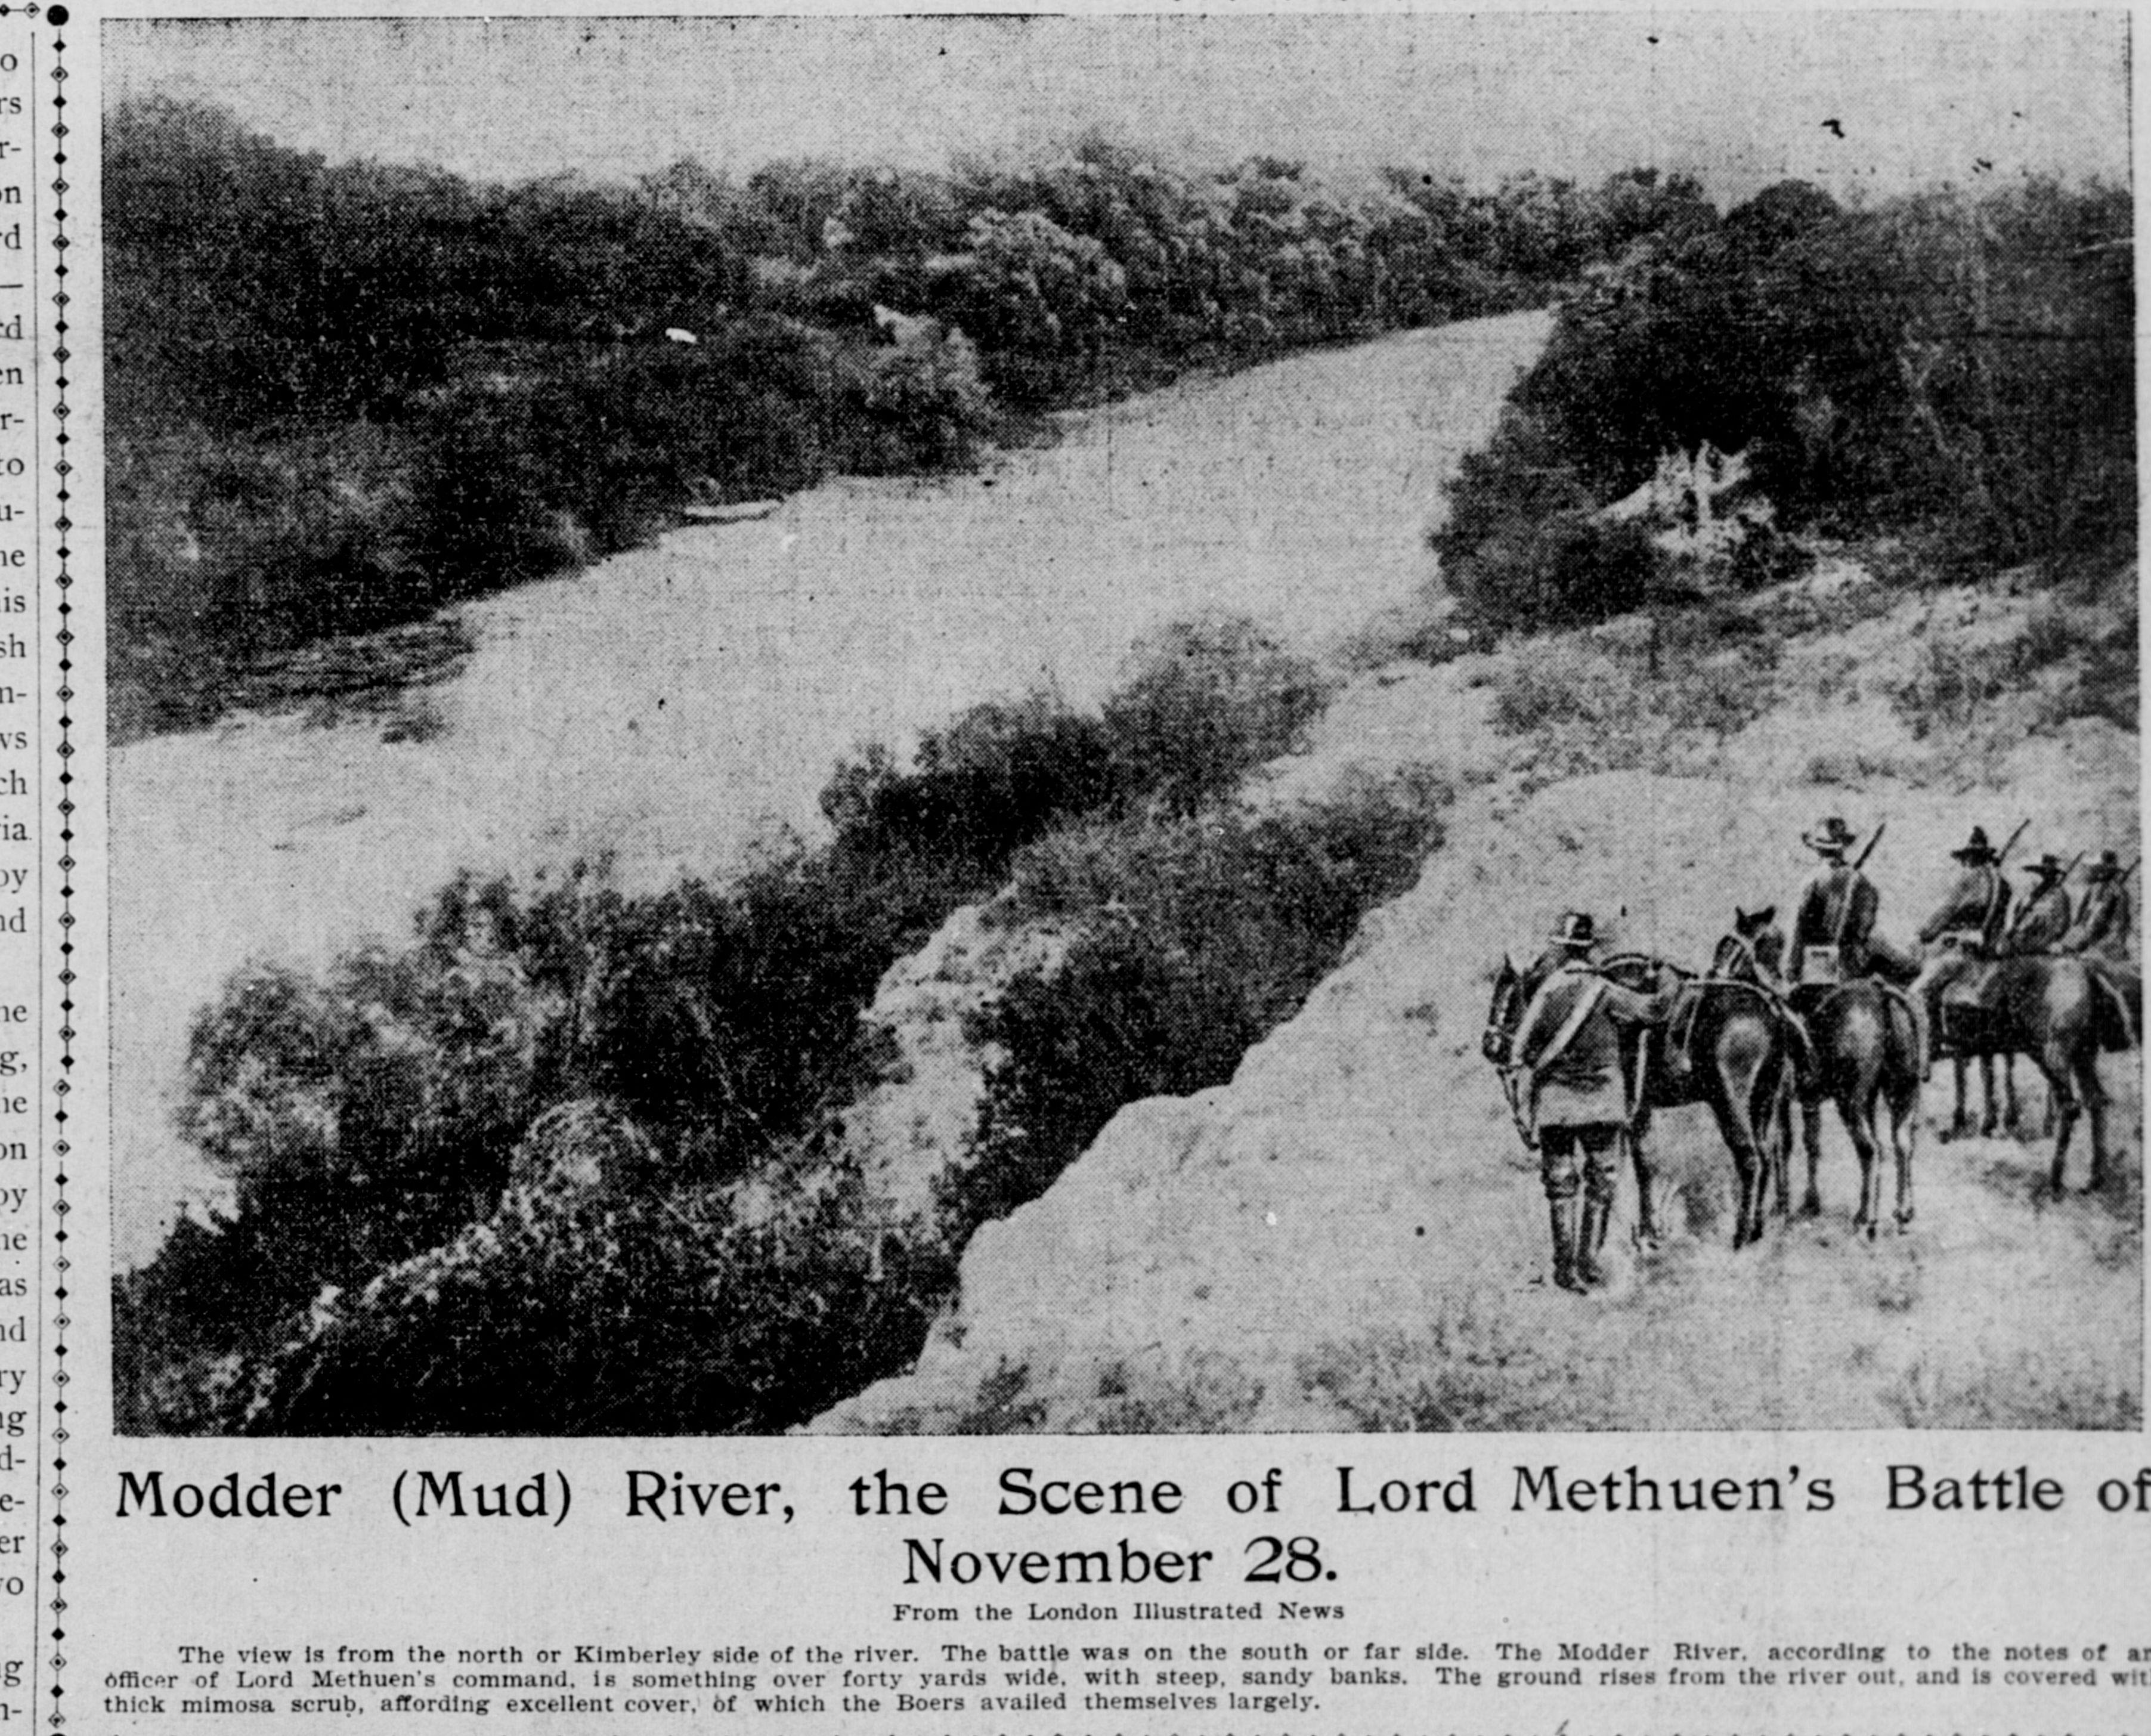 Modder (Mud) River, the Scene of Lord Methuen's Battle of
November 28.
From the London Illustrated News
The view is from the north or Kimberley side of the river. The battle was on the south or far side. The Modder River, according to the notes of
officer of Lord Methuen's command, is something over forty yards wide, with steep, sandy banks. The ground rises from the river out, and is covered
thick mimosa scrub, affording excellent cover, of which the Boers availed themselves largely.